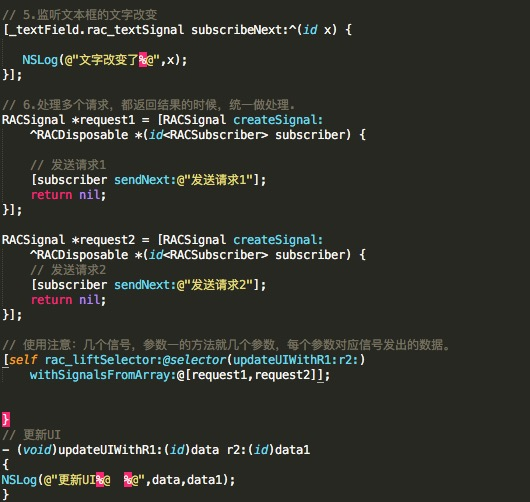 // 5.监听文本框的文字改变
[_textField.rac_textSignal subscribeNext:^(id x) {
NSLog(@"文字改变了%@",x);
}];
// 6.处理多个请求，都返回结果的时候，统一做处理.
RACSignal *request1 = [RACSignal createSignal:
^RACDisposable *(id<RACSubscriber> subscriber) {
// 发送请求1
[subscriber sendNext:@"发送请求1"];
return nil;
}];
RACSignal *request2 = [RACSignal createSignal:
^RACDisposable *(id<RACSubscriber> subscriber) {
// 发送请求2
[subscriber sendNext:@"发送请求2"];
return nil;
}];
// 使用注意：几个信号，参数一的方法就几个参数，每个参数对应信号发出的数据。
[self rac_liftSelector:@selector(updateUIWithR1:r2:)
withSignalsFromArray:@[request1,request2]];
}
// 更新UI
- (void)updateUIWithR1:(id)data r2:(id)data1
{
NSLog(@"更新UI%@  %@",data,data1);
}